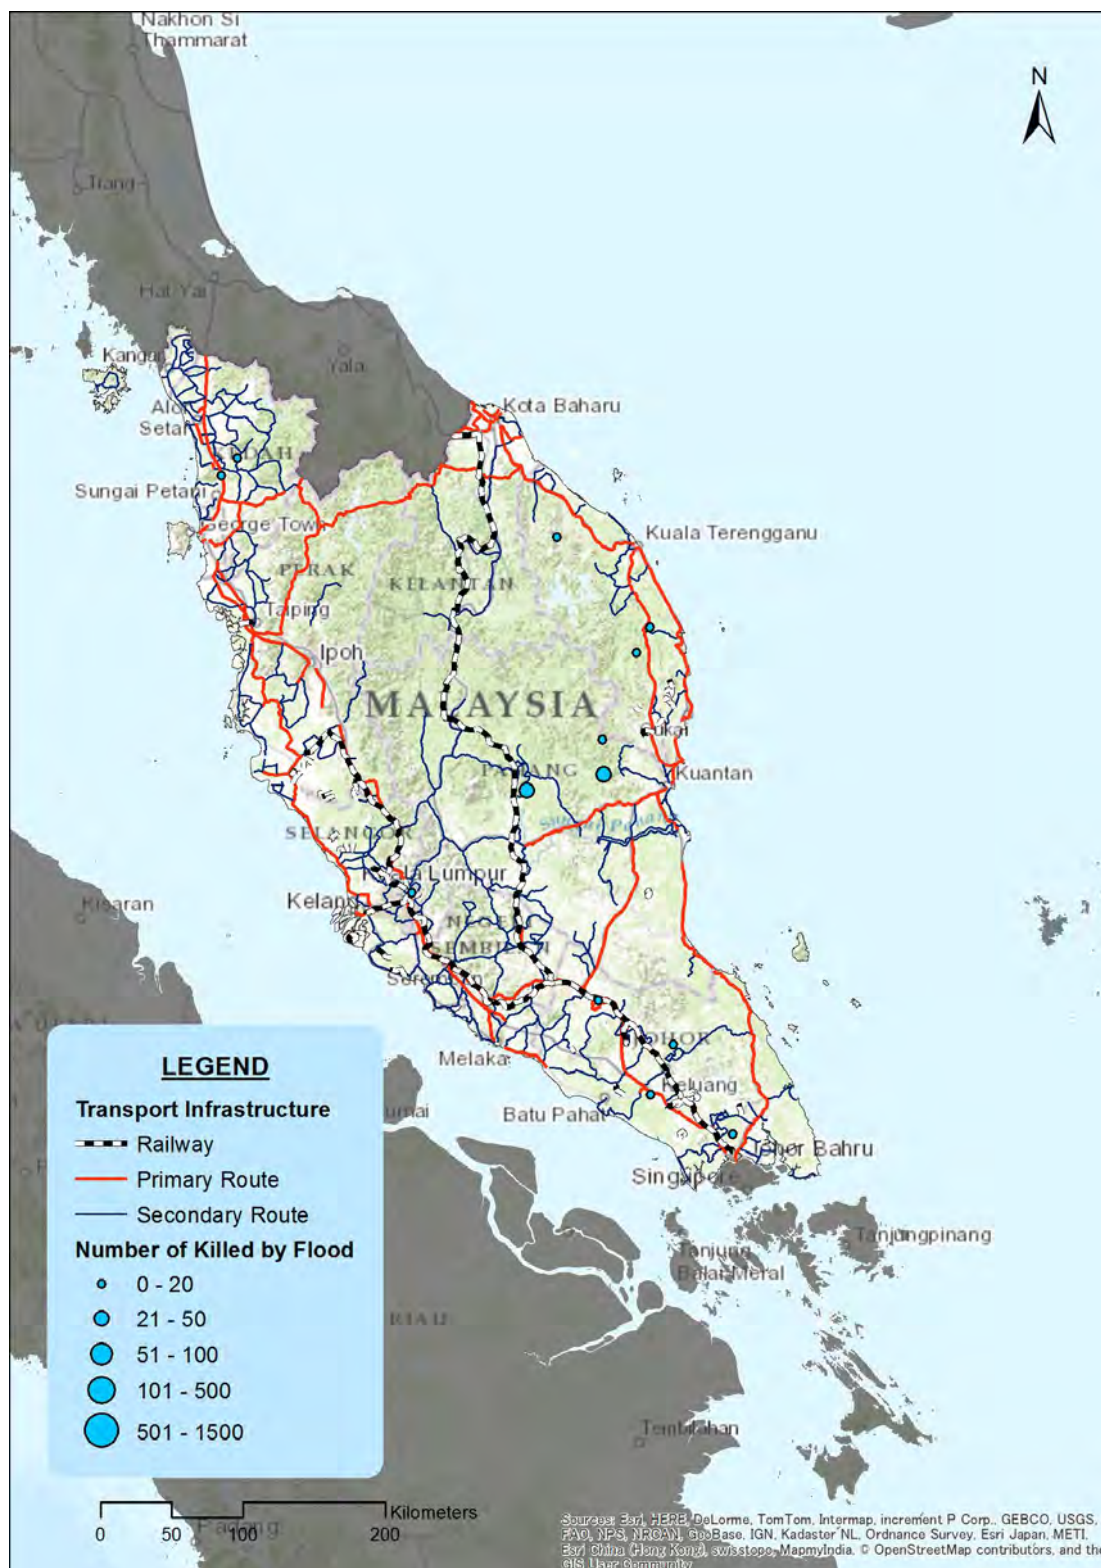 Nakhon Si
Thammarat
N
Trang
Hat Yai
Yala
Kangar
Kota Baharu
Alor
Setar
KEDAH
Sungai Petani
George Town
Kuala Terengganu
PERAK
KELANTAN
Taiping
Ipoh
MALAYSIA
Cukai
PAHANG
Kuantan
SELANGOR
Kuala Lumpur
Kelang
Kisaran
NEGERI
SEMBILAN
Seremban
JOHOR
Melaka
Keluang
Batu Pahat
Johor Bahru
Singapore
Tanjungpinang
Tanjung
Balai Meral
RIAU
Tembilahan
LEGEND
Transport Infrastructure
Railway
Primary Route
Secondary Route
Number of Killed by Flood
0 - 20
21 - 50
51 - 100
101 - 500
501 - 1500
Kilometers
0 50 100 200
Padang
Sources: Esri, HERE, DeLorme, TomTom, Intermap, increment P Corp., GEBCO, USGS,
FAO, NPS, NRCAN, GeoBase, IGN, Kadaster NL, Ordnance Survey, Esri Japan, METI,
Esri China (Hong Kong), swisstopo, MapmyIndia, © OpenStreetMap contributors, and the
GIS User Community